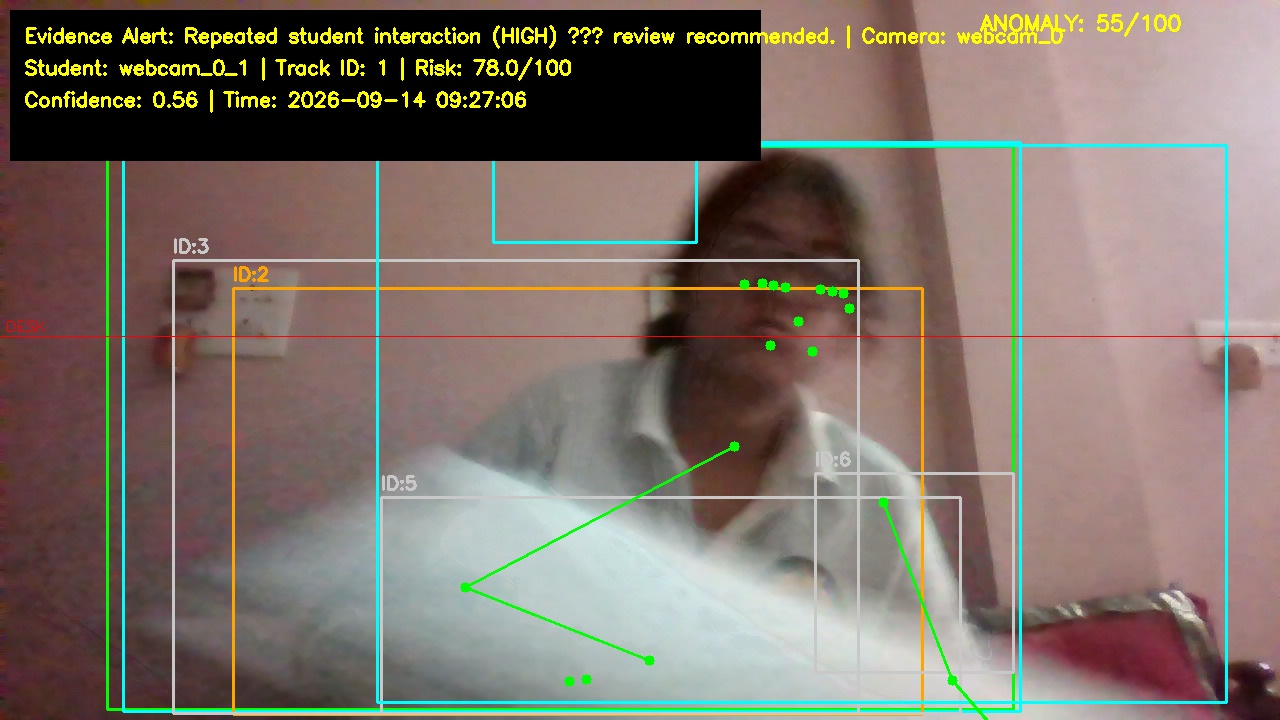 Evidence Alert: Repeated student interaction (HIGH) ??? review recommended. | Camera: webcam_0
ANOMALY: 55/100
Student: webcam_0_1 | Track ID: 1 | Risk: 78.0/100
Confidence: 0.56 | Time: 2026-09-14 09:27:06
ID:3
ID:2
DESK
ID:6
ID:5